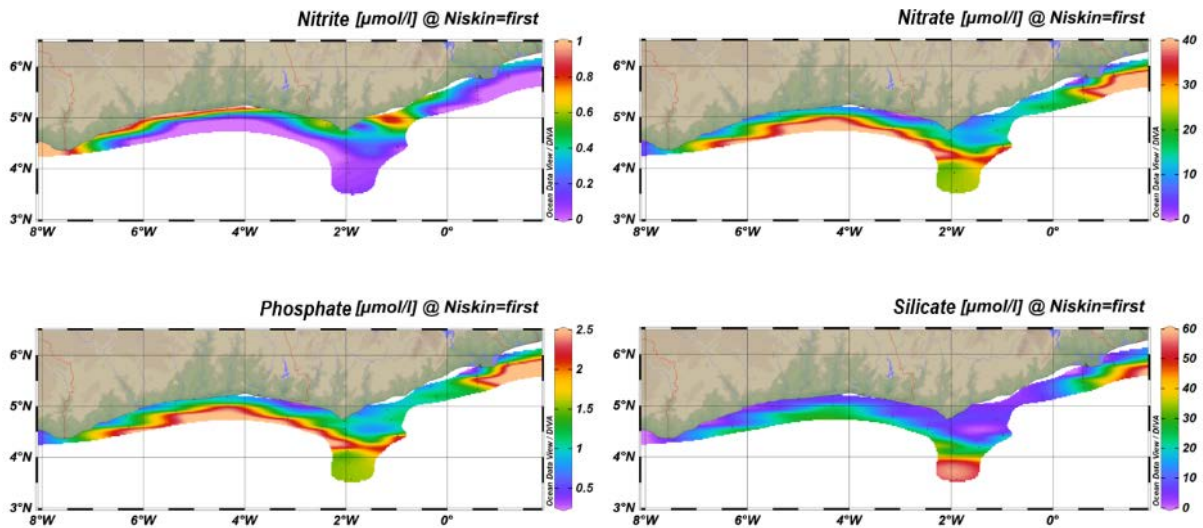 Nitrite [µmol/l] @ Niskin=first
6°N
5°N
4°N
3°N
8°W
6°W
4°W
2°W
0°
1
0.8
0.6
0.4
0.2
0
Ocean Data View / DIVA
Nitrate [µmol/l] @ Niskin=first
6°N
5°N
4°N
3°N
8°W
6°W
4°W
2°W
0°
40
30
20
10
0
Ocean Data View / DIVA
Phosphate [µmol/l] @ Niskin=first
6°N
5°N
4°N
3°N
8°W
6°W
4°W
2°W
0°
2.5
2
1.5
1
0.5
Ocean Data View / DIVA
Silicate [µmol/l] @ Niskin=first
6°N
5°N
4°N
3°N
8°W
6°W
4°W
2°W
0°
60
50
40
30
20
10
0
Ocean Data View / DIVA